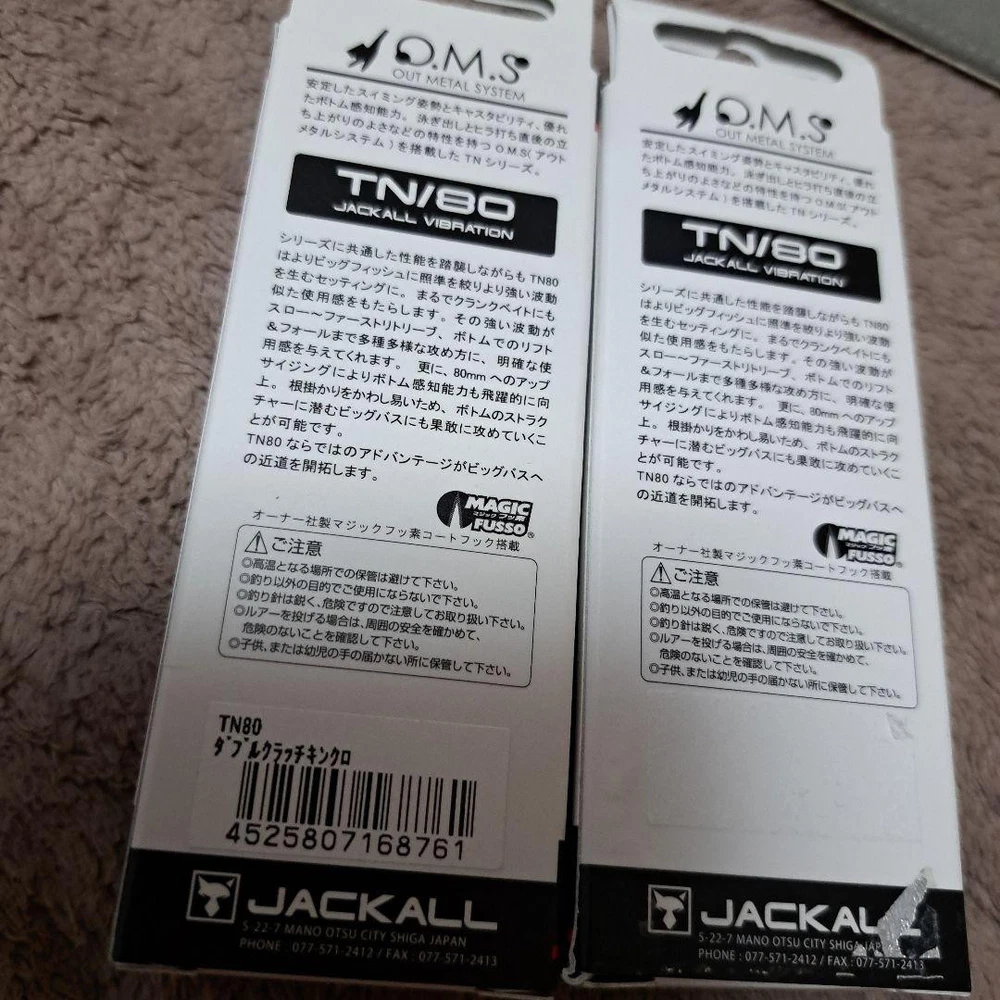 O.M.S
OUT METAL SYSTEM
安定したスイミング姿勢とキャスタビリティ、優れ
たボトム感知能力。泳ぎ出しとヒラ打ち直後の立
ち上がりのよさなどの特性を持つ O.M.S(アウト
メタルシステム)を搭載した TN シリーズ。
TN/80
JACKALL VIBRATION
シリーズに共通した性能を踏襲しながらも TN80
はよりビッグフィッシュに照準を絞りより強い波動
を生むセッティングに。まるでクランクベイトにも
似た使用感をもたらします。その強い波動が
スロー〜ファーストリトリーブ、ボトムでのリフト
&フォールまで多種多様な攻め方に、明確な使
用感を与えてくれます。 更に、80mm へのアップ
サイジングによりボトム感知能力も飛躍的に向
上。根掛かりをかわし易いため、ボトムのストラク
チャーに潜むビッグバスにも果敢に攻めていくこ
とが可能です。
TN80 ならではのアドバンテージがビッグバスへ
の近道を開拓します。
MAGIC
マジックフッ素
FUSSO®
オーナー社製マジックフッ素コートフック搭載
ご注意
◎高温となる場所での保管は避けて下さい。
◎釣り以外の目的でご使用にならないで下さい。
◎釣り針は鋭く、危険ですので注意してお取り扱い下さい。
◎ルアーを投げる場合は、周囲の安全を確かめて、
危険のないことを確認して下さい。
◎子供、または幼児の手の届かない所に保管して下さい。
TN80
ダブルクラッチキンクロ
4525807168761
JACKALL
5-22-7 MANO OTSU CITY SHIGA JAPAN
PHONE : 077-571-2412 / FAX : 077-571-2413
O.M.S
OUT METAL SYSTEM
安定したスイミング姿勢とキャスタビリティ、優れ
たボトム感知能力。泳ぎ出しとヒラ打ち直後の立
ち上がりのよさなどの特性を持つ O.M.S(アウト
メタルシステム)を搭載した TN シリーズ。
TN/80
JACKALL VIBRATION
シリーズに共通した性能を踏襲しながらも TN80
はよりビッグフィッシュに照準を絞りより強い波動
を生むセッティングに。まるでクランクベイトにも
似た使用感をもたらします。その強い波動が
スロー〜ファーストリトリーブ、ボトムでのリフト
&フォールまで多種多様な攻め方に、明確な使
用感を与えてくれます。 更に、80mm へのアップ
サイジングによりボトム感知能力も飛躍的に向
上。根掛かりをかわし易いため、ボトムのストラク
チャーに潜むビッグバスにも果敢に攻めていくこ
とが可能です。
TN80 ならではのアドバンテージがビッグバスへ
の近道を開拓します。
MAGIC
マジックフッ素
FUSSO®
オーナー社製マジックフッ素コートフック搭載
ご注意
◎高温となる場所での保管は避けて下さい。
◎釣り以外の目的でご使用にならないで下さい。
◎釣り針は鋭く、危険ですので注意してお取り扱い下さい。
◎ルアーを投げる場合は、周囲の安全を確かめて、
危険のないことを確認して下さい。
◎子供、または幼児の手の届かない所に保管して下さい。
JACKALL
5-22-7 MANO OTSU CITY SHIGA JAPAN
PHONE : 077-571-2412 / FAX : 077-571-2413